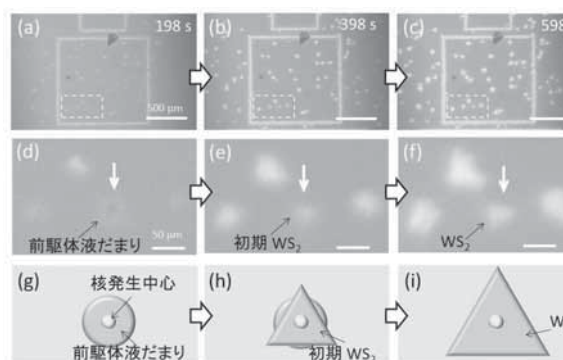 (a)
198 s
500 μm
(b)
398 s
(c)
598
(d)
前駆体液だまり
50 μm
(e)
初期 WS₂
(f)
WS₂
(g)
核発生中心
前駆体液だまり
(h)
初期 WS₂
(i)
W